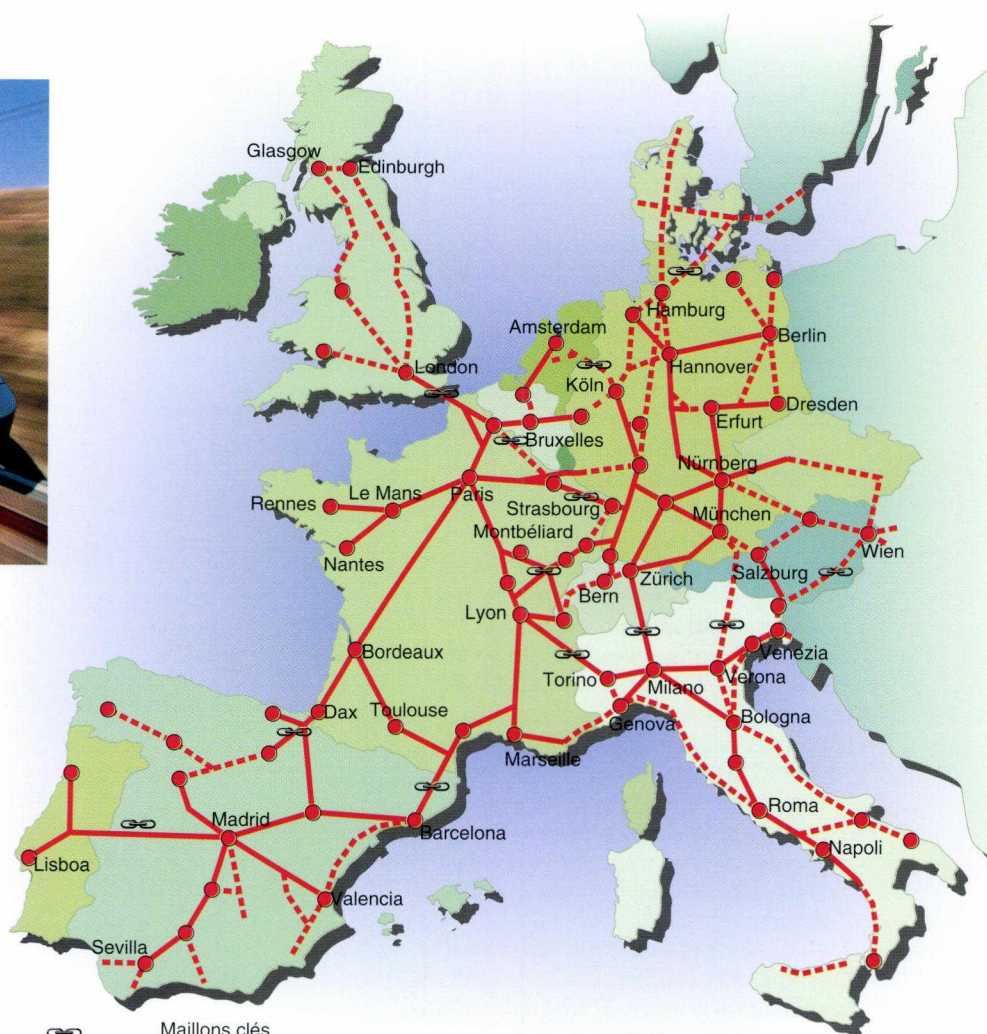 Glasgow
Edinburgh
London
Amsterdam
Hamburg
Berlin
Hannover
Köln
Dresden
Erfurt
Bruxelles
Nürnberg
Paris
Strasbourg
München
Wien
Rennes
Le Mans
Nantes
Montbéliard
Salzburg
Zürich
Bern
Lyon
Bordeaux
Torino
Milano
Venezia
Verona
Dax
Toulouse
Genova
Bologna
Marseille
Madrid
Barcelona
Roma
Napoli
Lisboa
Valencia
Sevilla
Maillons clés